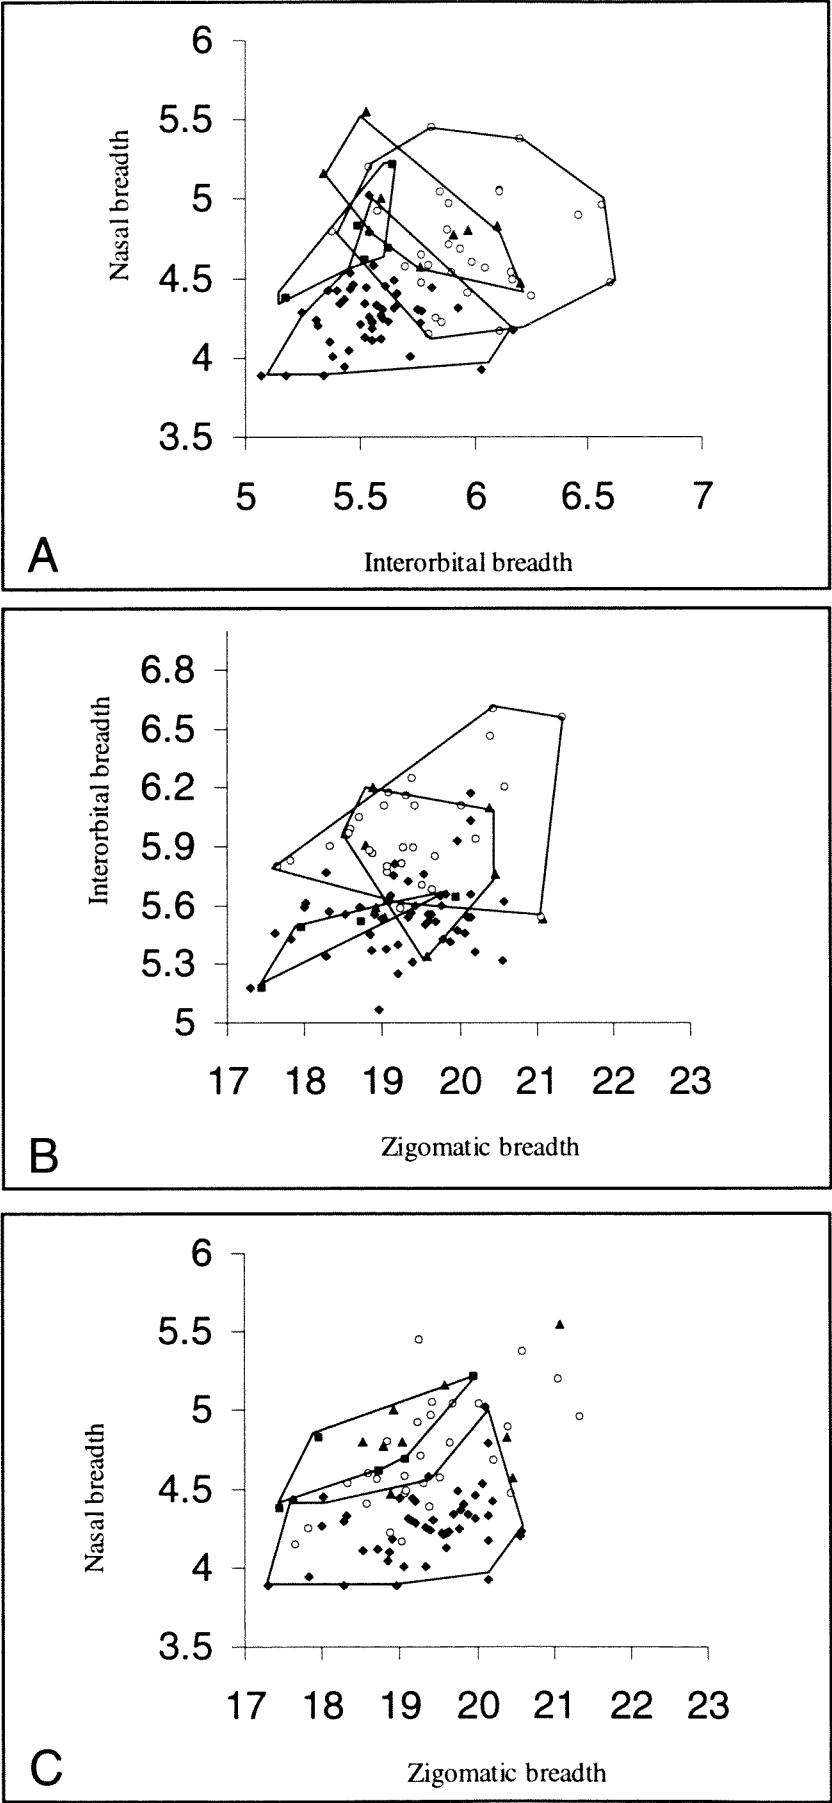 6
5.5
5
4.5
4
3.5
Nasal breadth
5 5.5 6 6.5 7
Interorbital breadth
A
6.8
6.5
6.2
5.9
5.6
5.3
5
Interorbital breadth
17 18 19 20 21 22 23
Zigomatic breadth
B
6
5.5
5
4.5
4
3.5
Nasal breadth
17 18 19 20 21 22 23
Zigomatic breadth
C